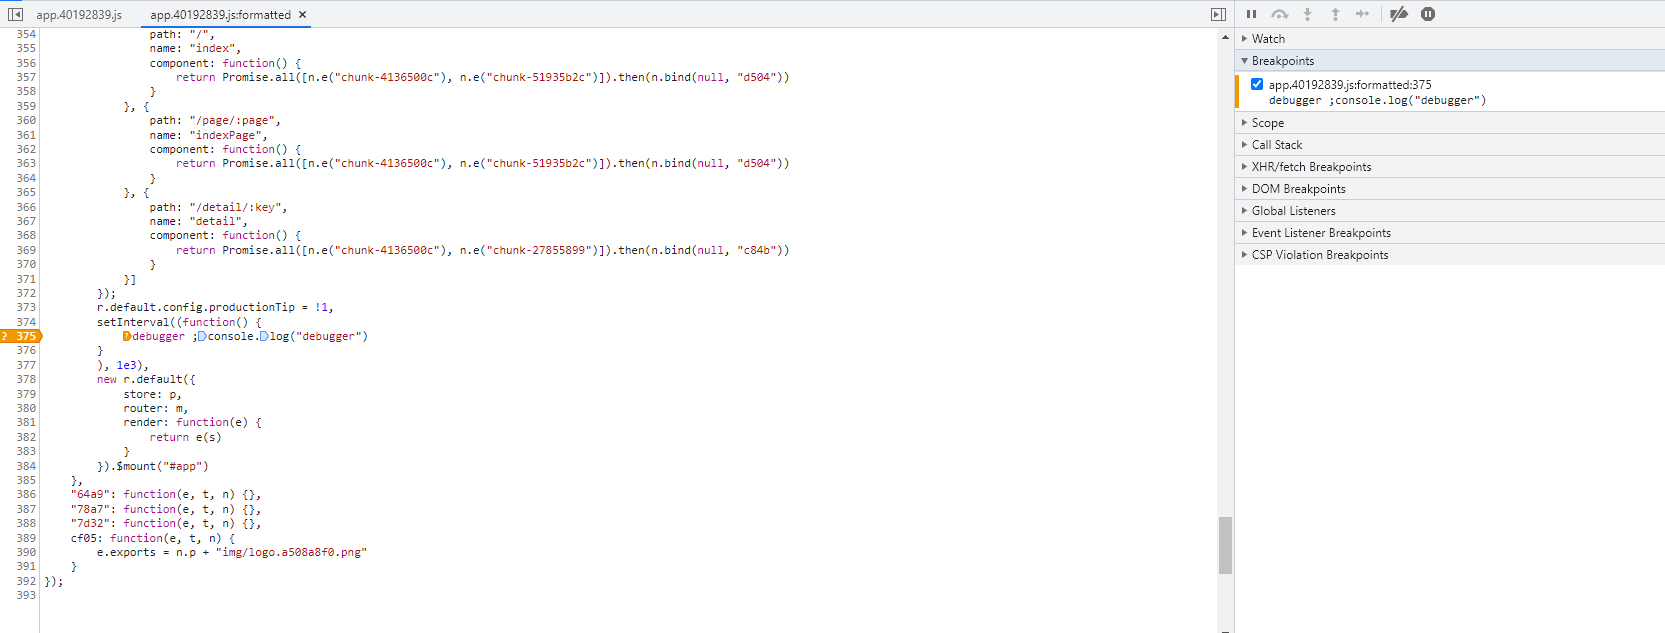 app.40192839.js app.40192839.js:formatted ×
354 path: "/",
355 name: "index",
356 component: function() {
357 return Promise.all([n.e("chunk-4136500c"), n.e("chunk-51935b2c")]).then(n.bind(null, "d504"))
358 }
359 }, {
360 path: "/page/:page",
361 name: "indexPage",
362 component: function() {
363 return Promise.all([n.e("chunk-4136500c"), n.e("chunk-51935b2c")]).then(n.bind(null, "d504"))
364 }
365 }, {
366 path: "/detail/:key",
367 name: "detail",
368 component: function() {
369 return Promise.all([n.e("chunk-4136500c"), n.e("chunk-27855899")]).then(n.bind(null, "c84b"))
370 }
371 }]
372 });
373 r.default.config.productionTip = !1,
374 setInterval((function() {
? 375 debugger ;console.log("debugger")
376 }
377 ), 1e3),
378 new r.default({
379 store: p,
380 router: m,
381 render: function(e) {
382 return e(s)
383 }
384 }).$mount("#app")
385 },
386 "64a9": function(e, t, n) {},
387 "78a7": function(e, t, n) {},
388 "7d32": function(e, t, n) {},
389 cf05: function(e, t, n) {
390 e.exports = n.p + "img/logo.a508a8f0.png"
391 }
392 });
393
Watch
Breakpoints
app.40192839.js:formatted:375
debugger ;console.log("debugger")
Scope
Call Stack
XHR/fetch Breakpoints
DOM Breakpoints
Global Listeners
Event Listener Breakpoints
CSP Violation Breakpoints